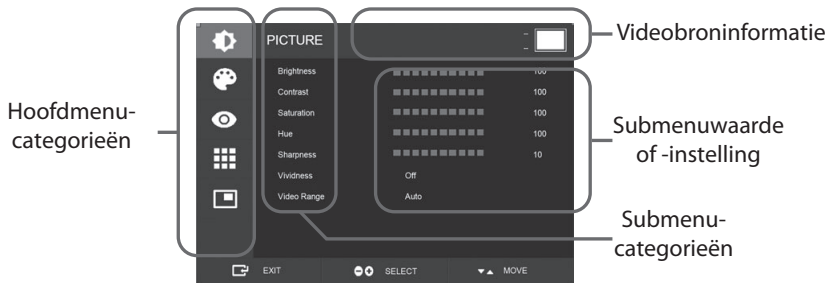 Videobroninformatie
PICTURE
Hoofdmenu-
categorieën
Brightness 100
Contrast 100
Saturation 100
Hue 100
Sharpness 10
Vividness Off
Video Range Auto
Submenuwaarde
of -instelling
Submenu-
categorieën
EXIT SELECT MOVE